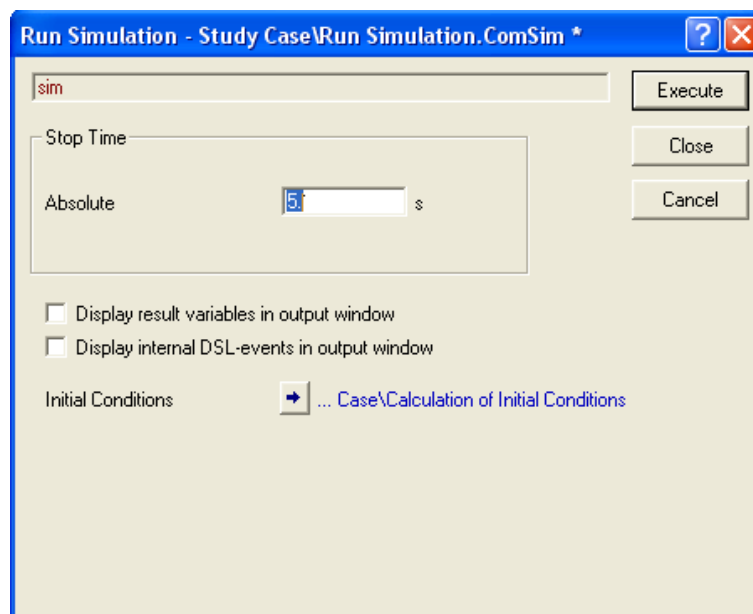 Run Simulation - Study Case\Run Simulation.ComSim *
sim
Execute
Stop Time
Close
Absolute 5. s
Cancel
Display result variables in output window
Display internal DSL-events in output window
Initial Conditions ... Case\Calculation of Initial Conditions